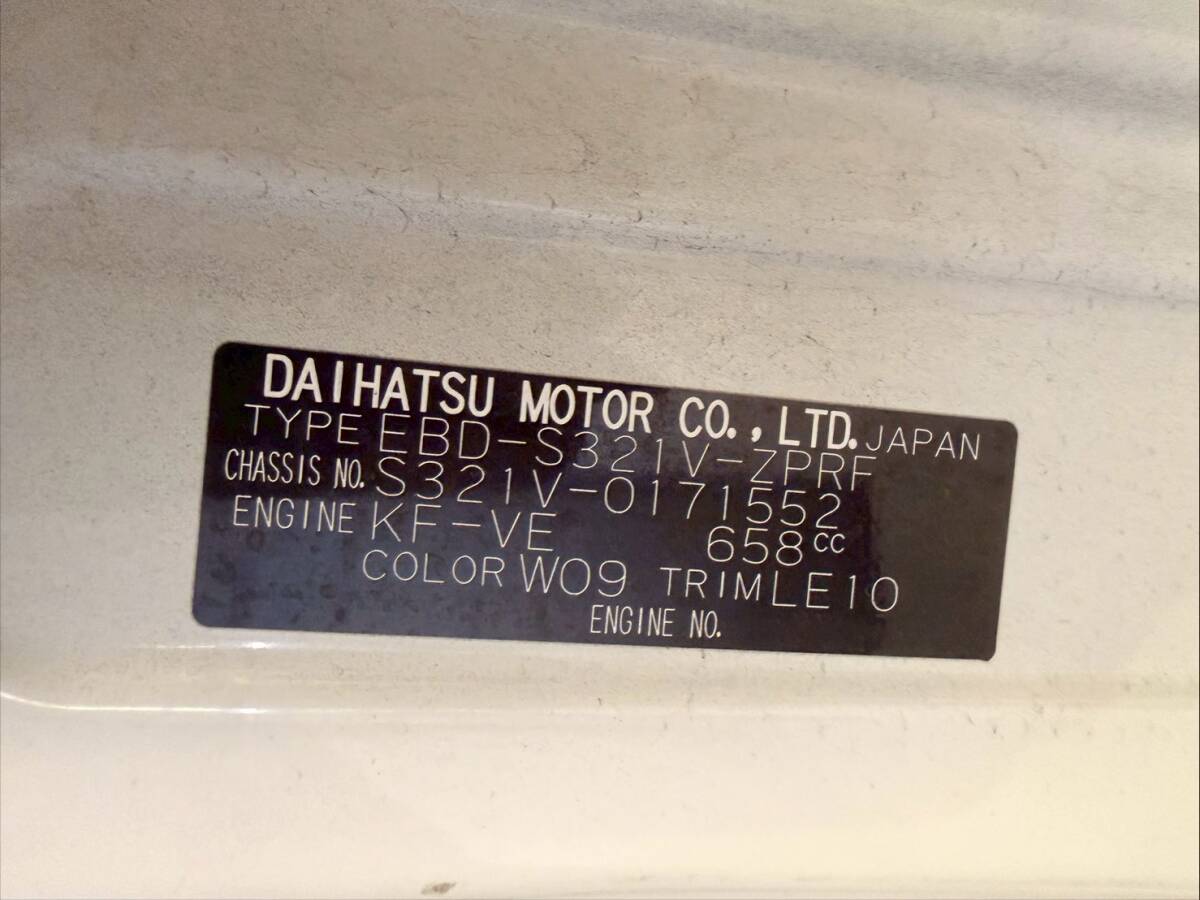 DAIHATSU MOTOR CO., LTD. JAPAN
TYPE EBD-S321V-ZPRF
CHASSIS NO. S321V-0171552
ENGINE KF-VE 658cc
COLOR W09 TRIM LE10
ENGINE NO.